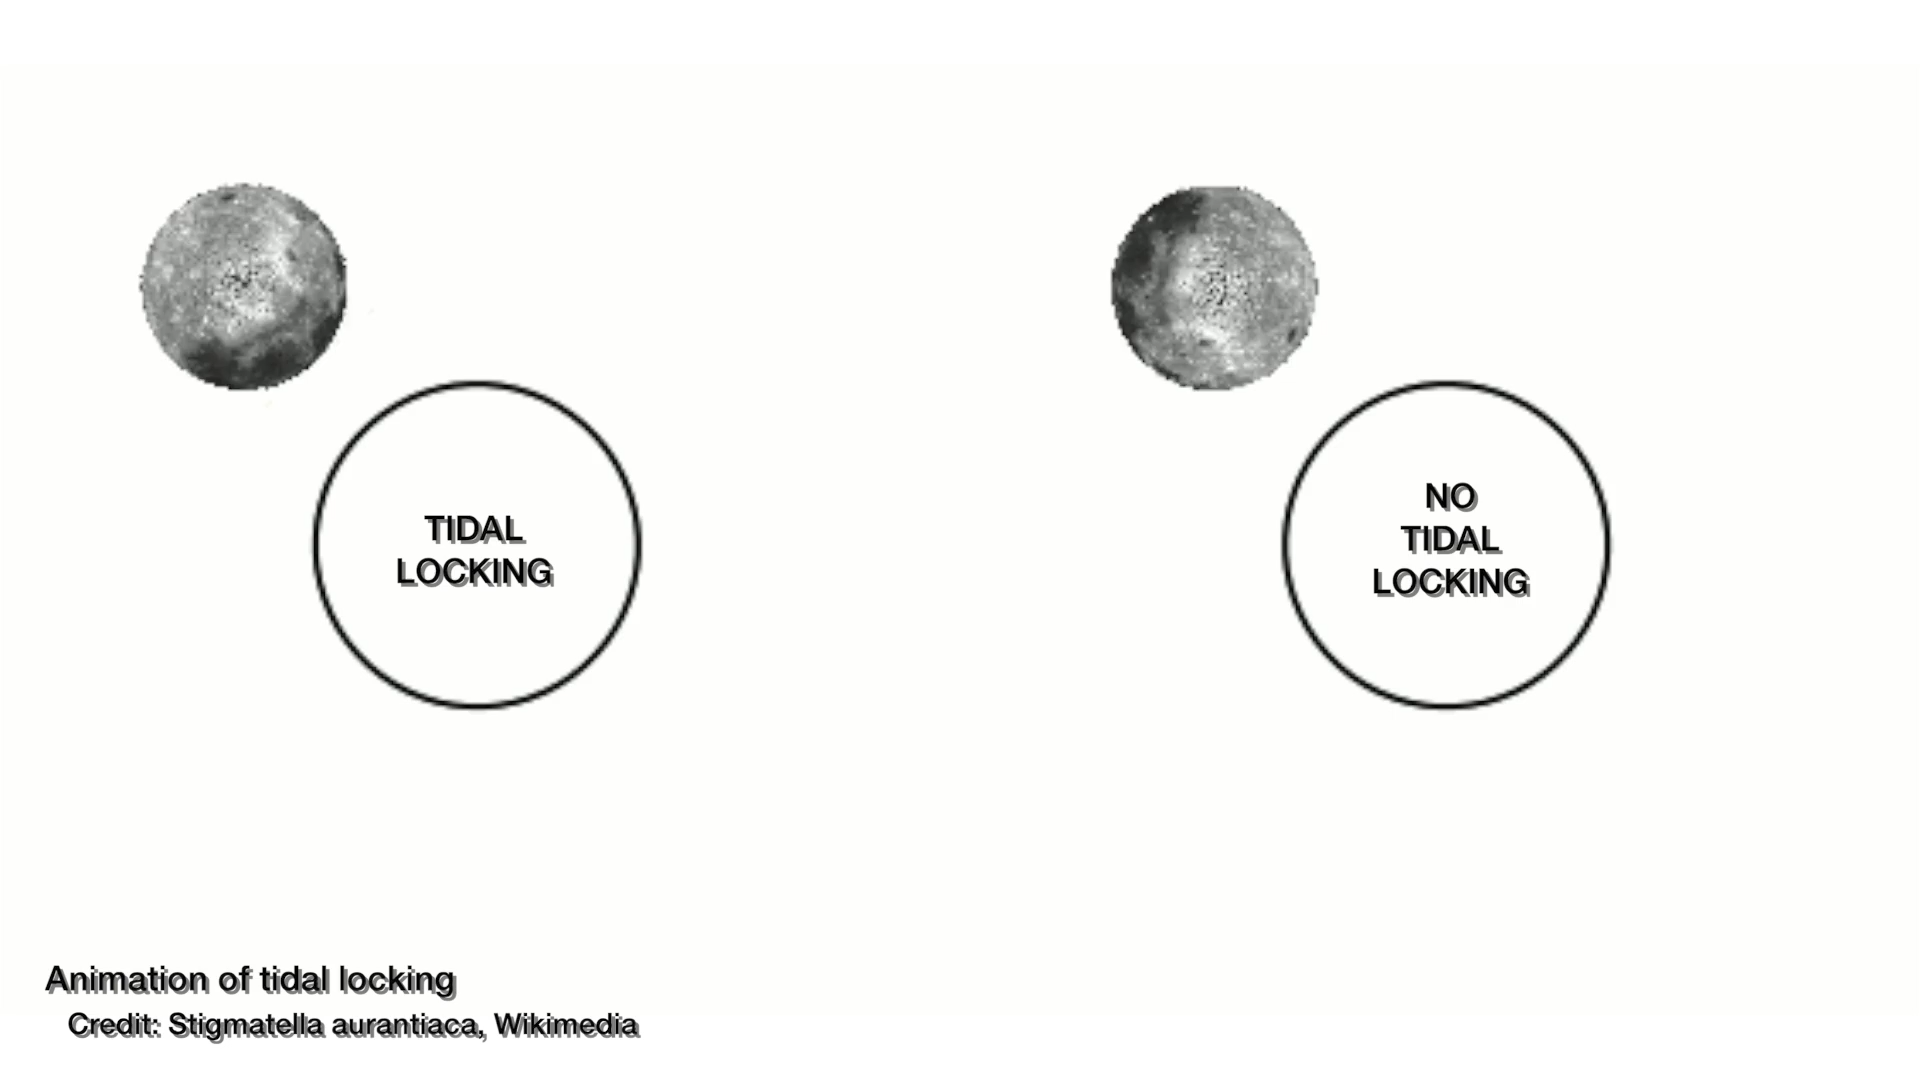 TIDAL
LOCKING
NO
TIDAL
LOCKING
Animation of tidal locking
Credit: Stigmatella aurantiaca, Wikimedia